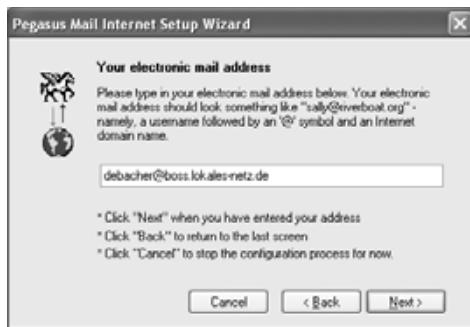 Pegasus Mail Internet Setup Wizard
Your electronic mail address
Please type in your electronic mail address below. Your electronic
mail address should look something like "sally@riverboat.org" -
namely, a username followed by an '@' symbol and an Internet
domain name.
debacher@boss.lokales-netz.de
* Click "Next" when you have entered your address
* Click "Back" to return to the last screen
* Click "Cancel" to stop the configuration process for now.
Cancel < Back Next >